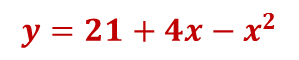 y = 21 + 4x − x²